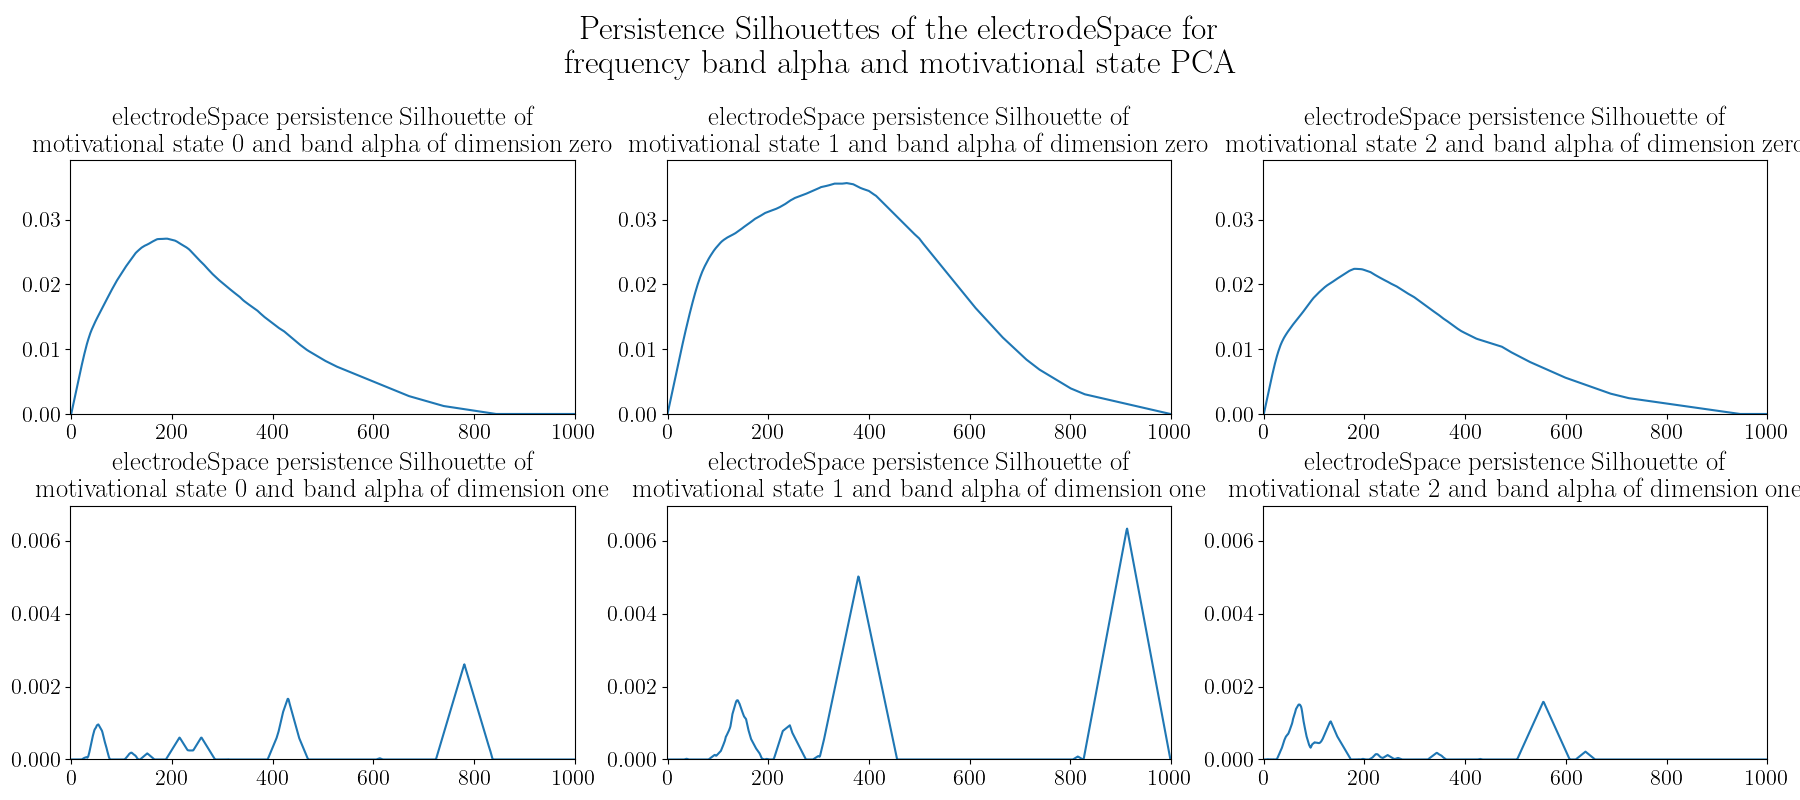 Persistence Silhouettes of the electrodeSpace for
frequency band alpha and motivational state PCA
electrodeSpace persistence Silhouette of
motivational state 0 and band alpha of dimension zero
0.03
0.02
0.01
0.00
0 200 400 600 800 1000
electrodeSpace persistence Silhouette of
motivational state 1 and band alpha of dimension zero
0.03
0.02
0.01
0.00
0 200 400 600 800 1000
electrodeSpace persistence Silhouette of
motivational state 2 and band alpha of dimension zero
0.03
0.02
0.01
0.00
0 200 400 600 800 1000
electrodeSpace persistence Silhouette of
motivational state 0 and band alpha of dimension one
0.006
0.004
0.002
0.000
0 200 400 600 800 1000
electrodeSpace persistence Silhouette of
motivational state 1 and band alpha of dimension one
0.006
0.004
0.002
0.000
0 200 400 600 800 1000
electrodeSpace persistence Silhouette of
motivational state 2 and band alpha of dimension one
0.006
0.004
0.002
0.000
0 200 400 600 800 1000